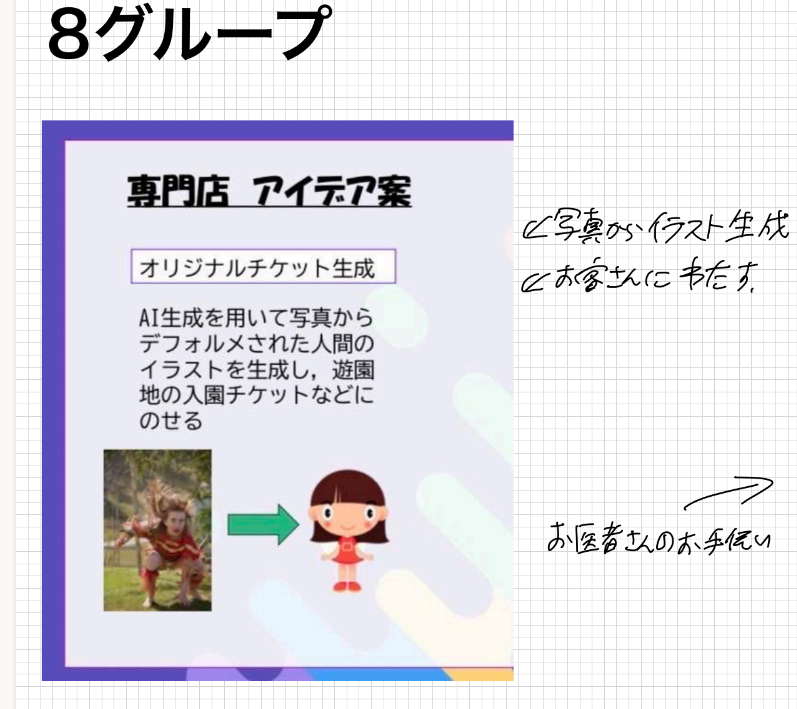 8グループ
専門店 アイデア案
オリジナルチケット生成
AI生成を用いて写真から
デフォルメされた人間の
イラストを生成し，遊園
地の入園チケットなどに
のせる
写真からイラスト生成
お客さんにわたす.
お医者さんのお手伝い